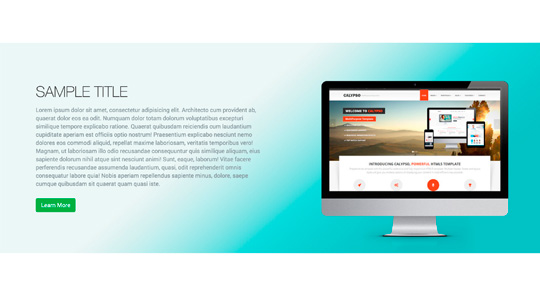 SAMPLE TITLE
Lorem ipsum dolor sit amet, consectetur adipisicing elit. Architecto cum provident ab,
quaerat dolor eos ea odit. Numquam dolor totam dolorum voluptatibus excepturi
similique tempore explicabo ratione. Quaerat quibusdam reiciendis cum laudantium
cupiditate aperiam est officiis optio nostrum! Praesentium explicabo nesciunt harum
dolores eos commodi aliquid, repellat maxime laboriosam, veritatis temporibus vero!
Magnam, ut laboriosam illo odio recusandae consequuntur quis similique aliquam, eius
sapiente dolorum nihil atque sint nesciunt animi! Sunt, eaque, laborum! Vitae facere
perferendis recusandae assumenda laudantium, quasi, odit reprehenderit omnis
consequatur labore quia! Nobis aperiam repellendus sapiente minus, dolore, saepe
cumque quibusdam sit quaerat quam quasi iste.
Learn More
CALYPSO
WELCOME TO CALYPSO
INTRODUCING CALYPSO, POWERFUL HTML5 TEMPLATE